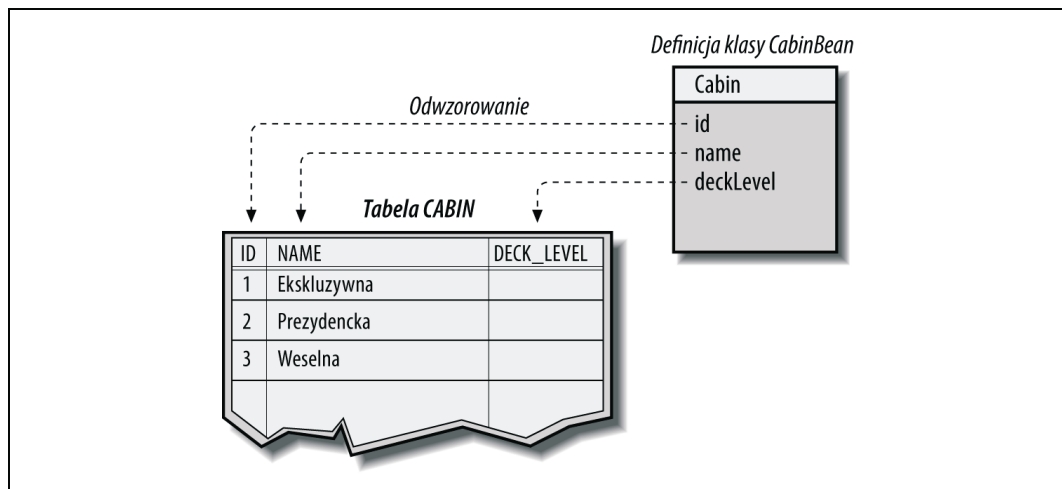 Definicja klasy CabinBean
Cabin
Odwzorowanie
id
name
deckLevel
Tabela CABIN
ID NAME DECK_LEVEL
1 Ekskluzywna
2 Prezydencka
3 Weselna